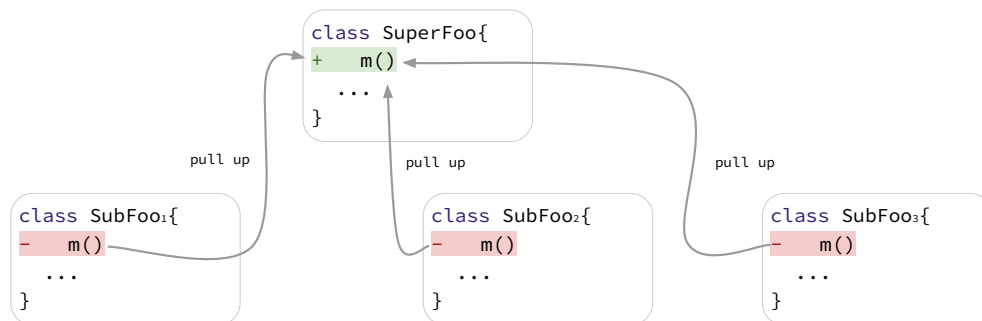 class SuperFoo{
+ m()
...
}
pull up
pull up
pull up
class SubFoo₁{
- m()
...
}
class SubFoo₂{
- m()
...
}
class SubFoo₃{
- m()
...
}